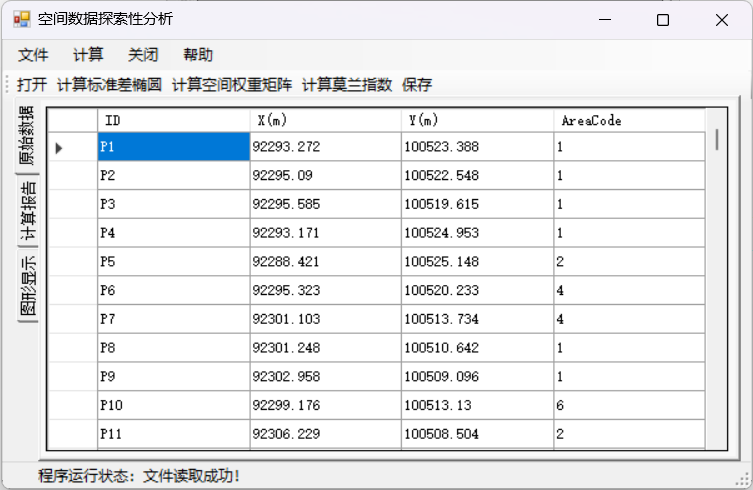 空间数据探索性分析
文件 计算 关闭 帮助
打开 计算标准差椭圆 计算空间权重矩阵 计算莫兰指数 保存
原始数据
计算报告
图形显示
ID X(m) Y(m) AreaCode
P1 92293.272 100523.388 1
P2 92295.09 100522.548 1
P3 92295.585 100519.615 1
P4 92293.171 100524.953 1
P5 92288.421 100525.148 2
P6 92295.323 100520.233 4
P7 92301.103 100513.734 4
P8 92301.248 100510.642 1
P9 92302.958 100509.096 1
P10 92299.176 100513.13 6
P11 92306.229 100508.504 2
程序运行状态：文件读取成功！